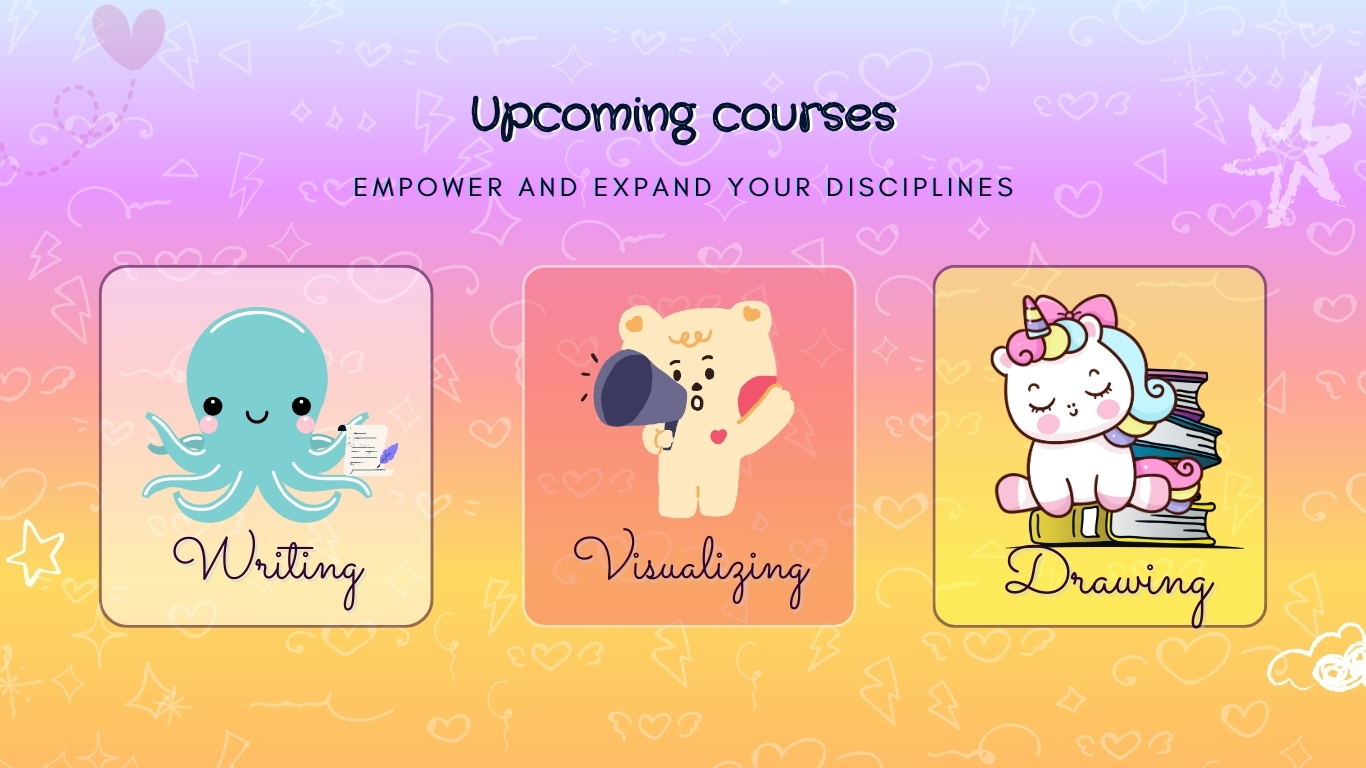 Upcoming courses
EMPOWER AND EXPAND YOUR DISCIPLINES
Writing
Visualizing
Drawing